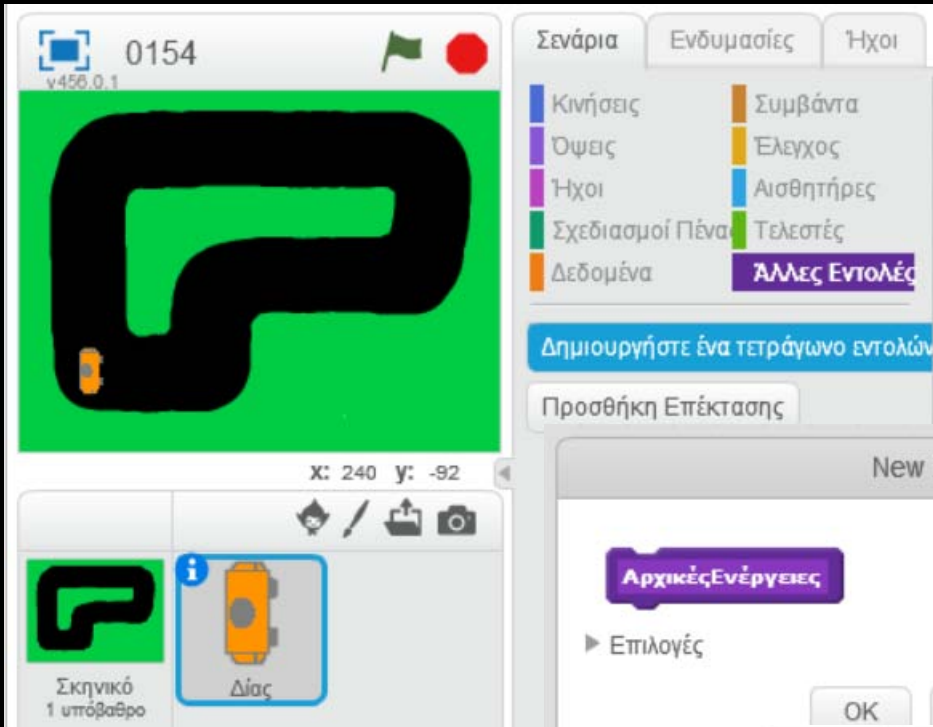 0154
v456.0.1
x: 240 y: -92
Σκηνικό
1 υπόβαθρο
Δίας
Σενάρια Ενδυμασίες Ήχοι
Κινήσεις Συμβάντα
Όψεις Έλεγχος
Ήχοι Αισθητήρες
Σχεδιασμοί Πένας Τελεστές
Δεδομένα Άλλες Εντολές
Δημιουργήστε ένα τετράγωνο εντολών
Προσθήκη Επέκτασης
New
ΑρχικέςΕνέργειες
Επιλογές
OK